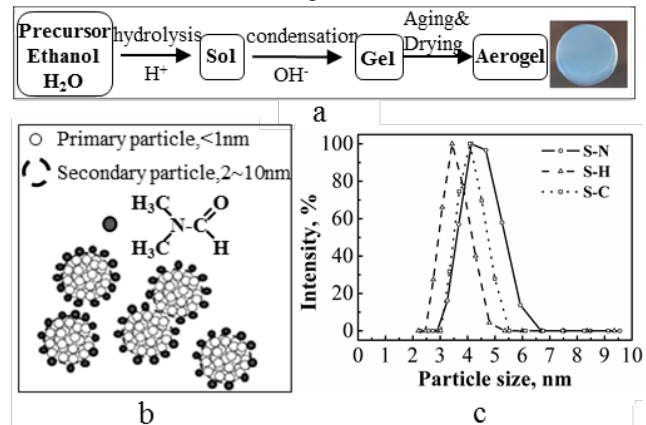 Precursor
Ethanol
H₂O
hydrolysis
H⁺
Sol
condensation
OH⁻
Gel
Aging&
Drying
Aerogel
a
Primary particle,<1nm
Secondary particle,2~10nm
H₃C
O
N-C
H₃C
H
b
100
80
60
40
20
0
Intensity, %
S-N
S-H
S-C
0 1 2 3 4 5 6 7 8 9 10
Particle size, nm
c